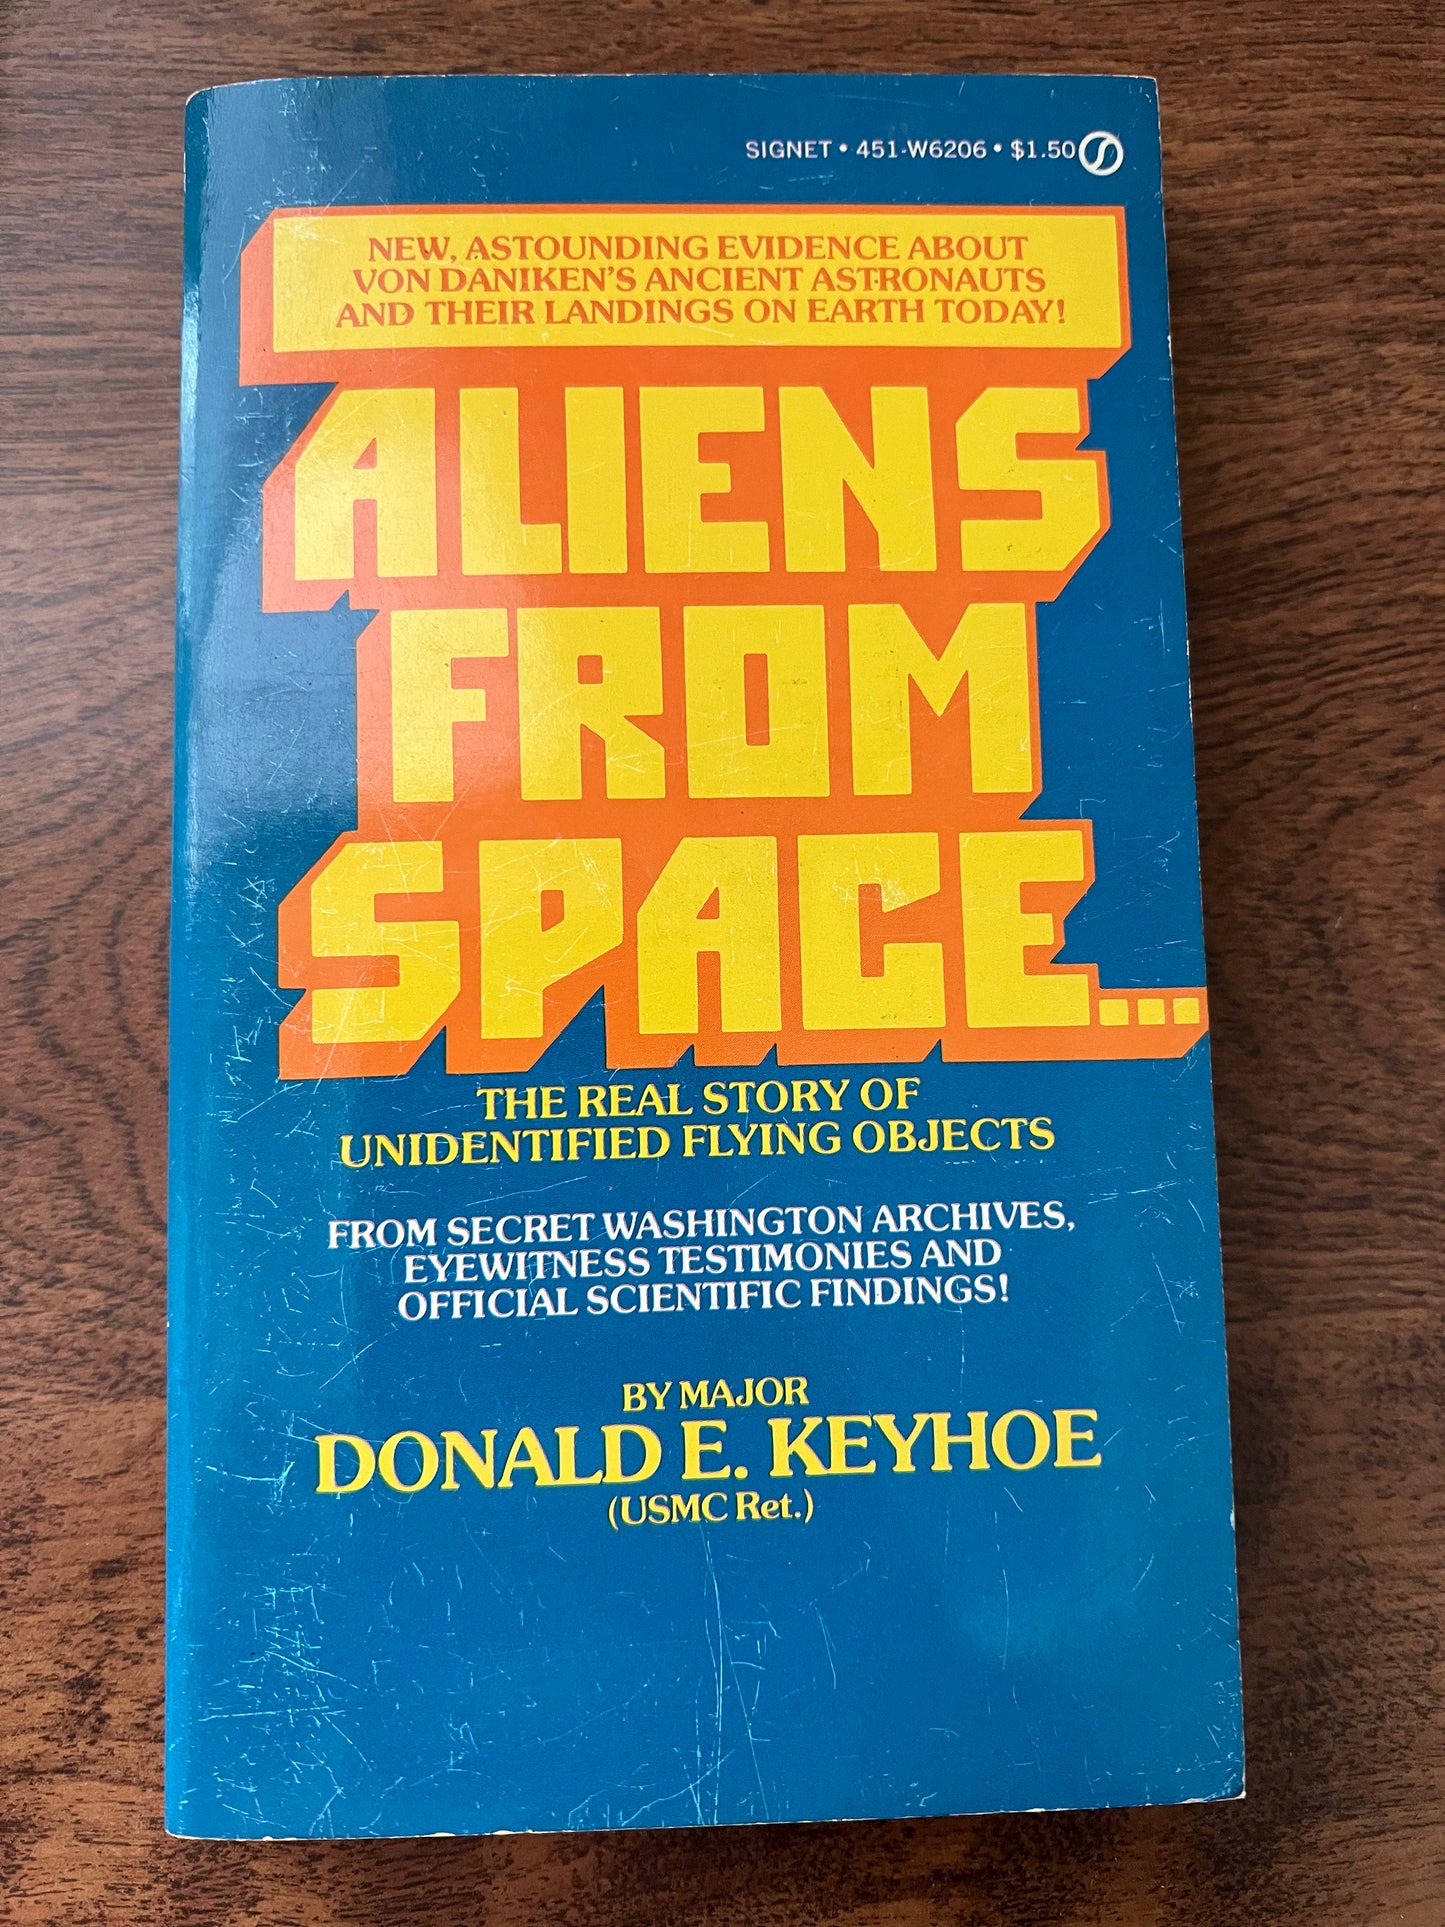 SIGNET • 451-W6206 • $1.50
NEW, ASTOUNDING EVIDENCE ABOUT
VON DANIKEN'S ANCIENT ASTRONAUTS
AND THEIR LANDINGS ON EARTH TODAY!
ALIENS
FROM
SPACE...
THE REAL STORY OF
UNIDENTIFIED FLYING OBJECTS
FROM SECRET WASHINGTON ARCHIVES,
EYEWITNESS TESTIMONIES AND
OFFICIAL SCIENTIFIC FINDINGS!
BY MAJOR
DONALD E. KEYHOE
(USMC Ret.)